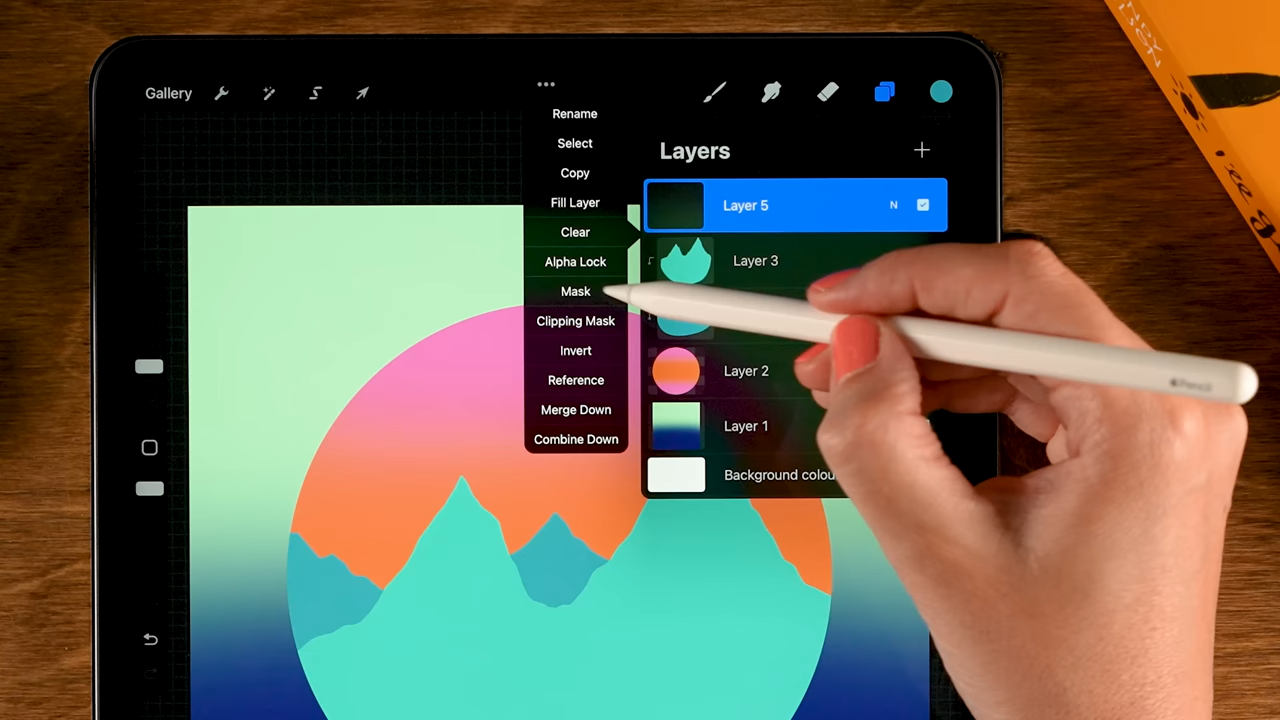 Gallery
Rename
Select
Copy
Fill Layer
Clear
Alpha Lock
Mask
Clipping Mask
Invert
Reference
Merge Down
Combine Down
Layers
Layer 5 N
Layer 3
Layer 2
Layer 1
Background colou
Pencil